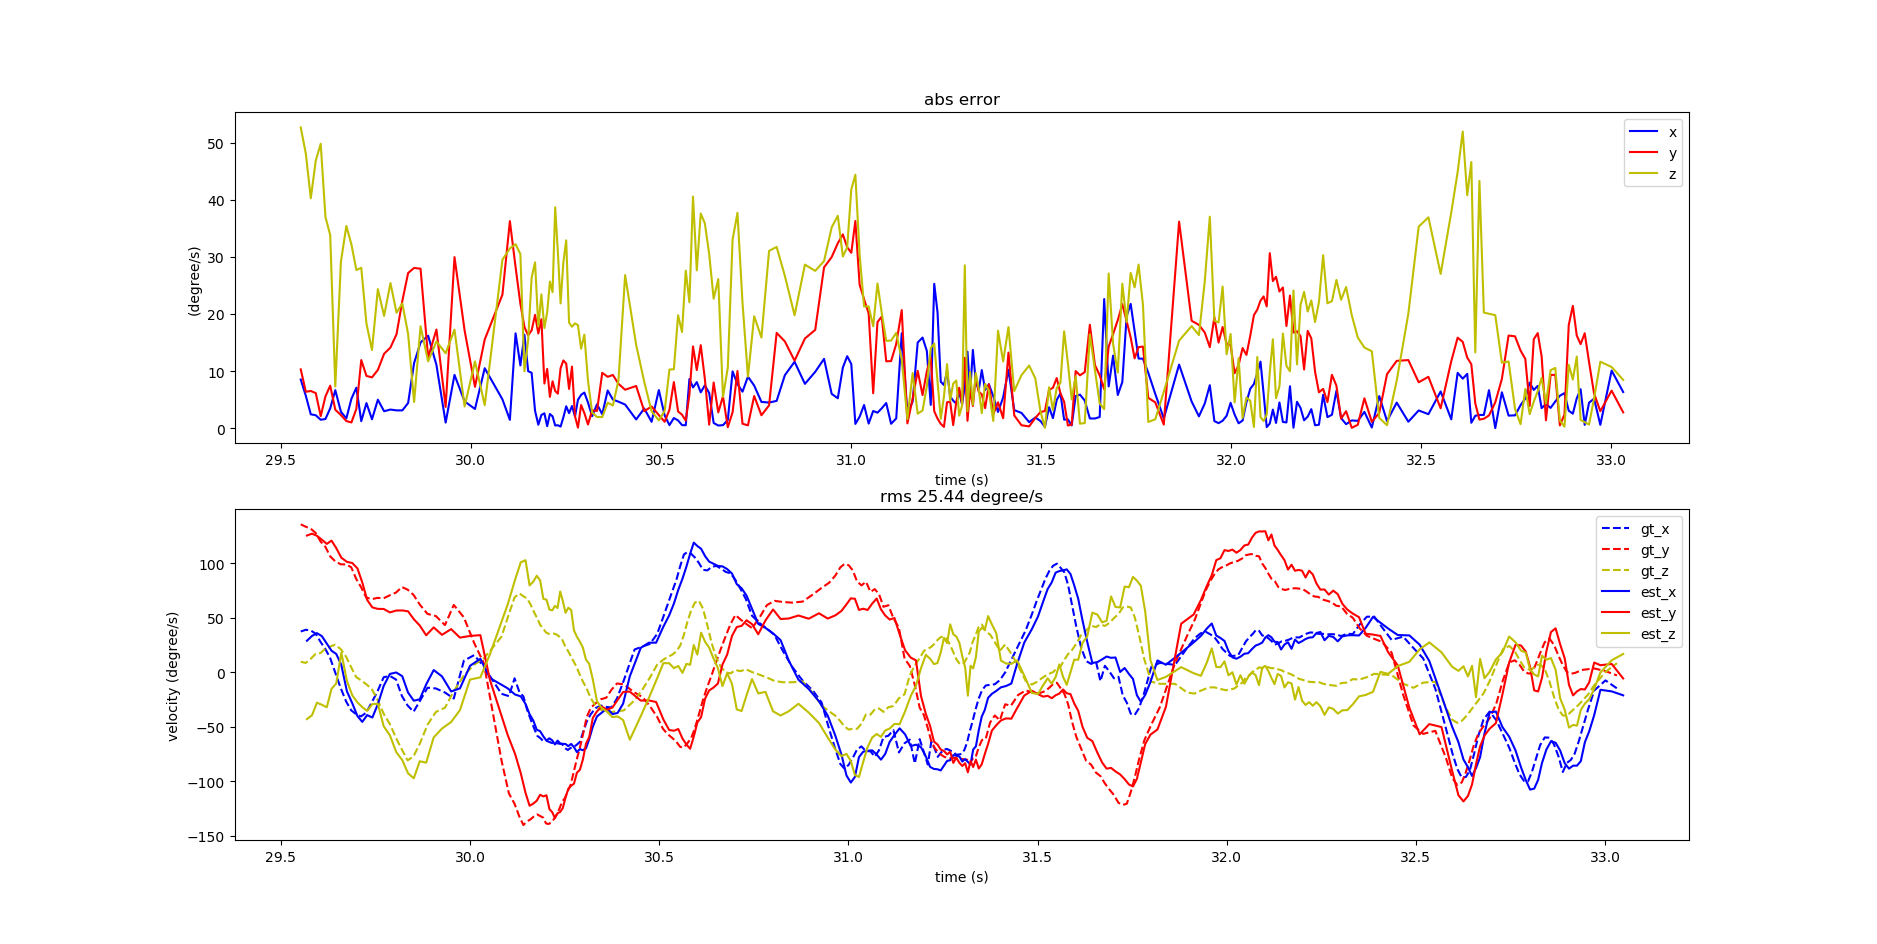 abs error
50
40
30
20
10
0
(degree/s)
x
y
z
29.5 30.0 30.5 31.0 31.5 32.0 32.5 33.0
time (s)
rms 25.44 degree/s
100
50
0
−50
−100
−150
velocity (degree/s)
gt_x
gt_y
gt_z
est_x
est_y
est_z
29.5 30.0 30.5 31.0 31.5 32.0 32.5 33.0
time (s)